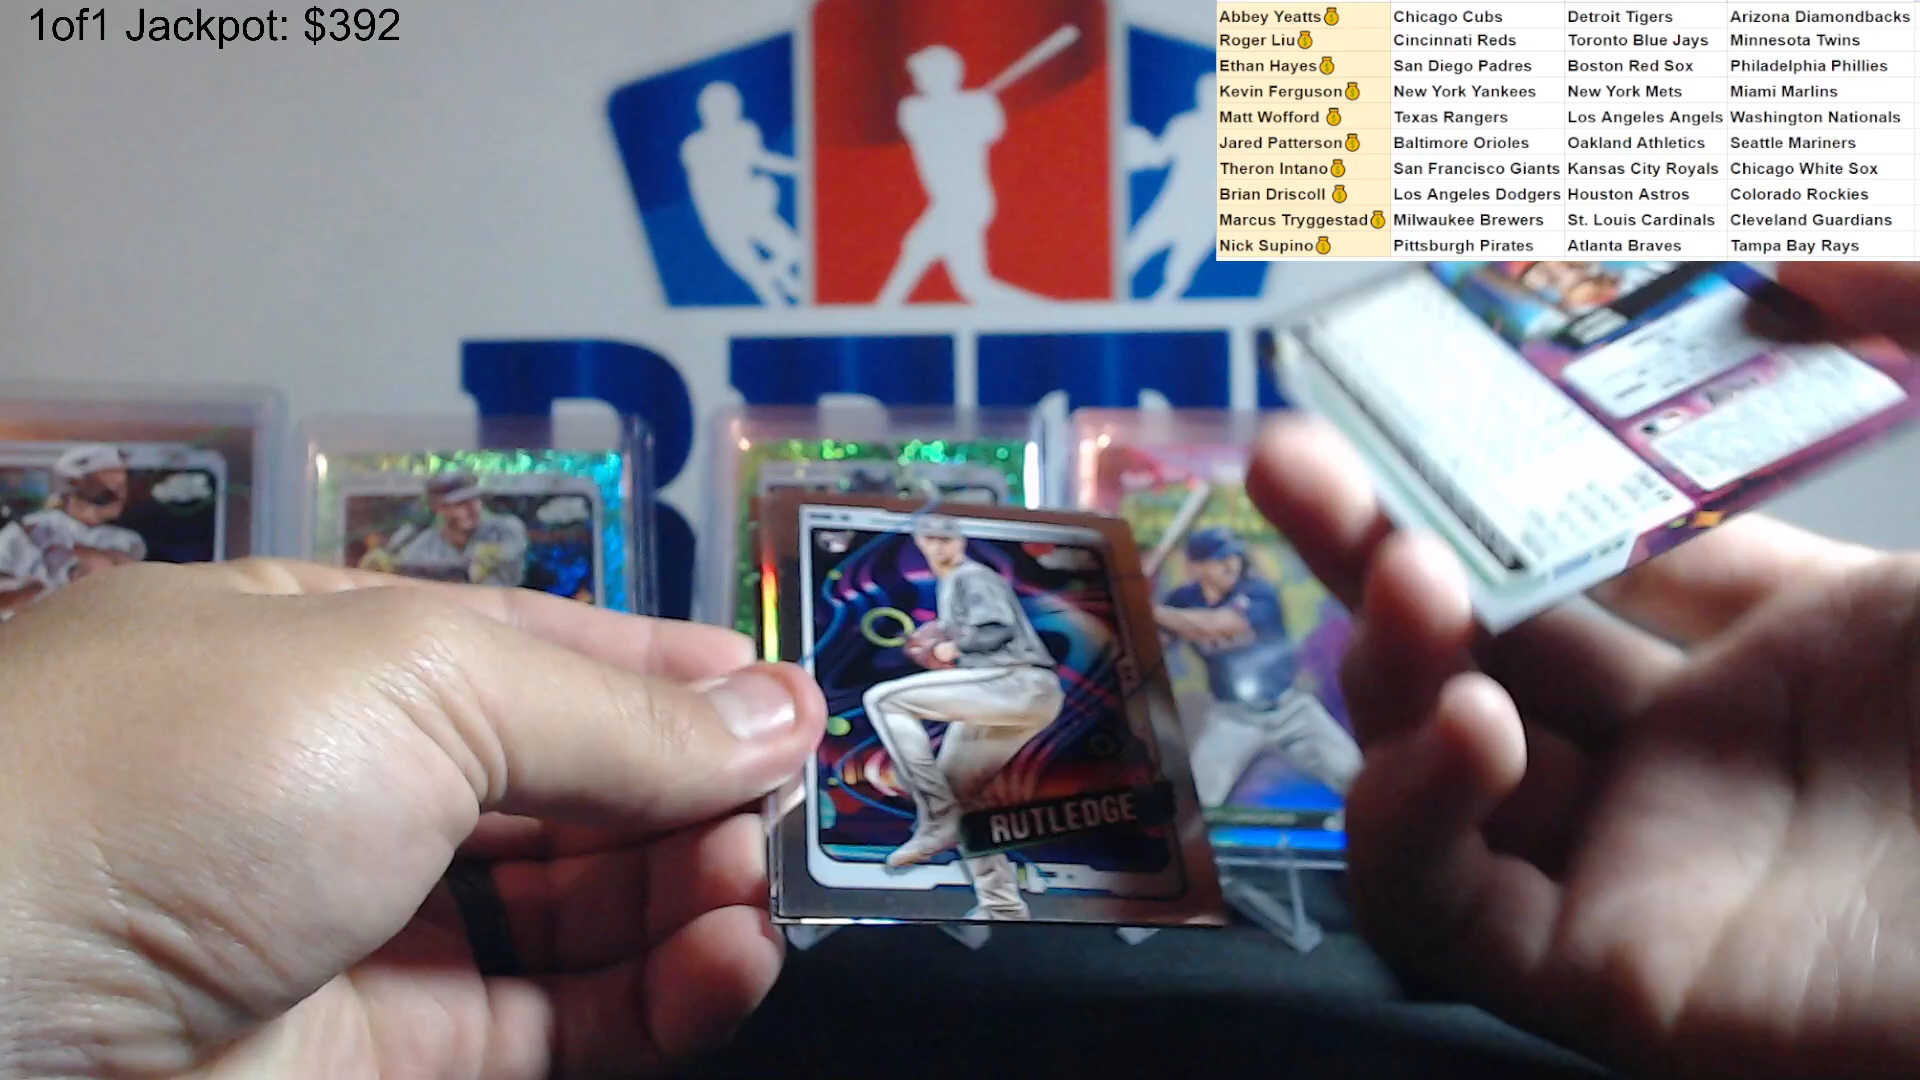 1of1 Jackpot: $392
Abbey Yeatts Chicago Cubs Detroit Tigers Arizona Diamondbacks
Roger Liu Cincinnati Reds Toronto Blue Jays Minnesota Twins
Ethan Hayes San Diego Padres Boston Red Sox Philadelphia Phillies
Kevin Ferguson New York Yankees New York Mets Miami Marlins
Matt Wofford Texas Rangers Los Angeles Angels Washington Nationals
Jared Patterson Baltimore Orioles Oakland Athletics Seattle Mariners
Theron Intano San Francisco Giants Kansas City Royals Chicago White Sox
Brian Driscoll Los Angeles Dodgers Houston Astros Colorado Rockies
Marcus Tryggestad Milwaukee Brewers St. Louis Cardinals Cleveland Guardians
Nick Supino Pittsburgh Pirates Atlanta Braves Tampa Bay Rays
RUTLEDGE